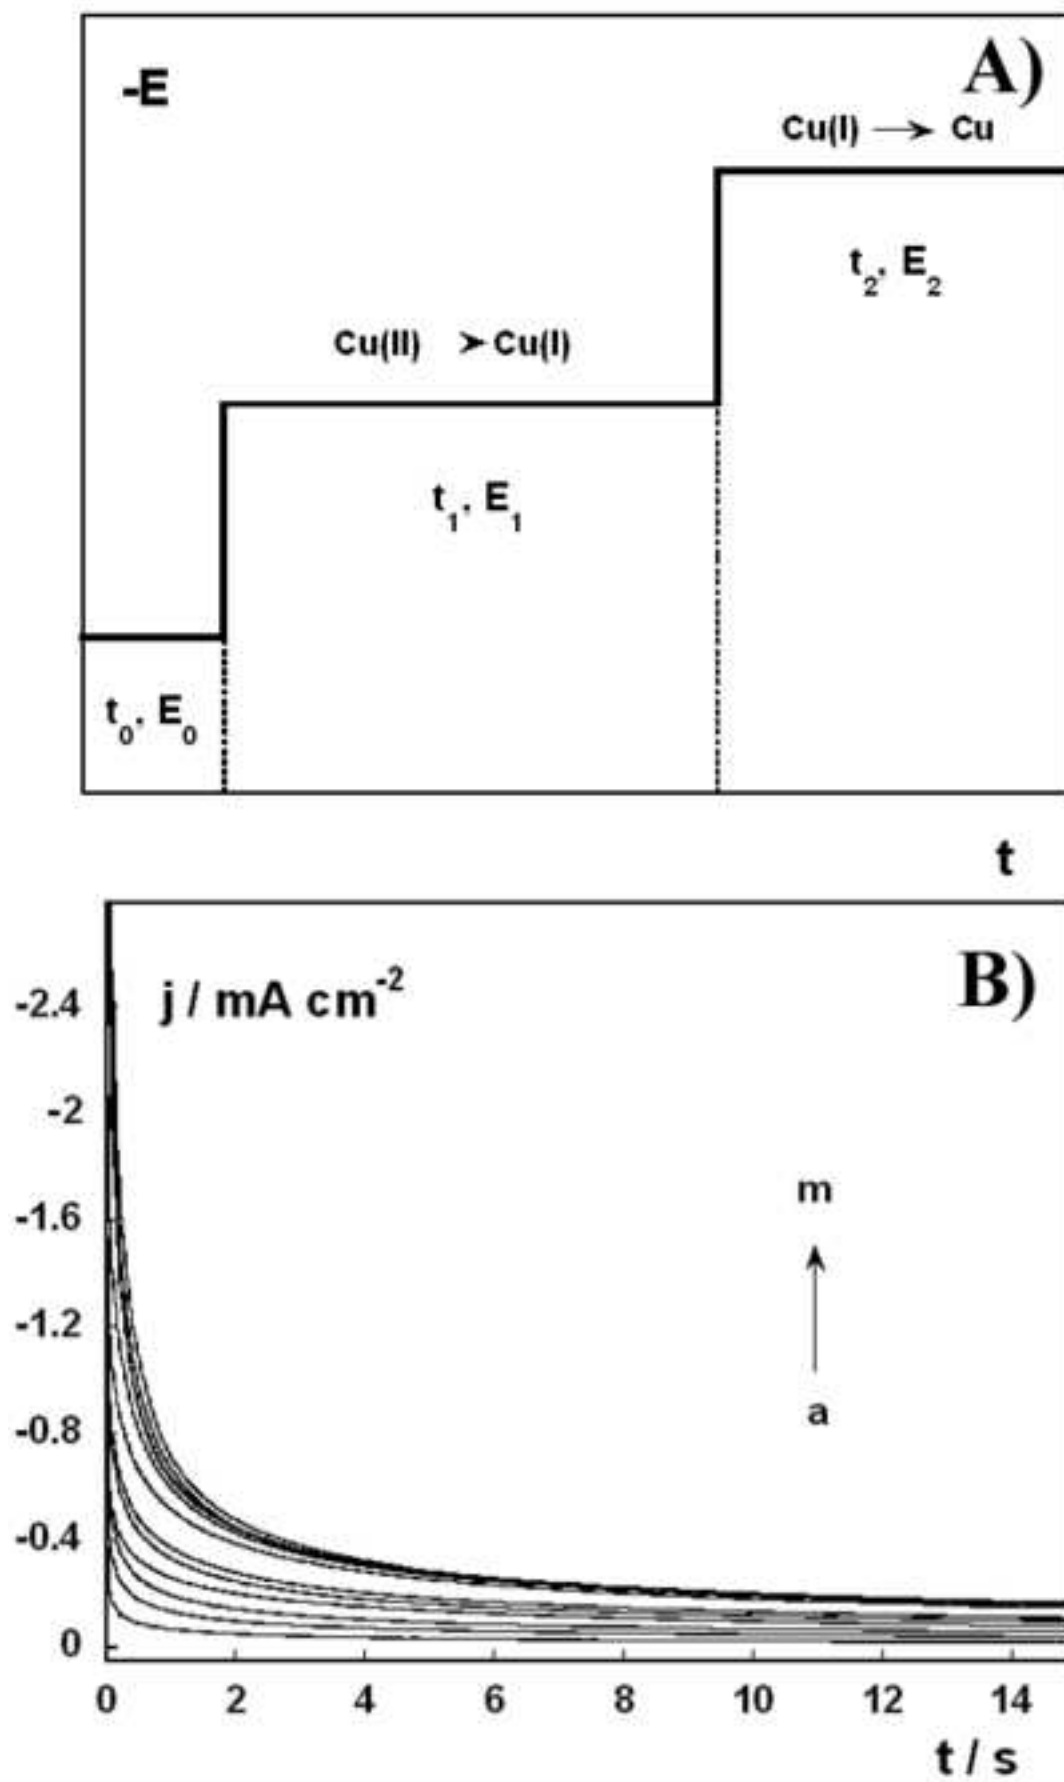 A)
-E
Cu(I) → Cu
t2, E2
Cu(II) ➤ Cu(I)
t1, E1
t0, E0
t
B)
j / mA cm-2
-2.4
-2
-1.6
-1.2
-0.8
-0.4
0
m
a
0 2 4 6 8 10 12 14
t / s